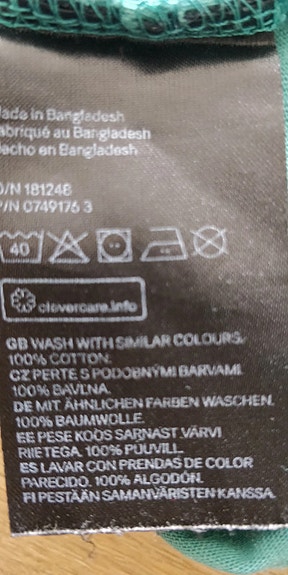 Made in Bangladesh
Fabriqué au Bangladesh
Hecho en Bangladesh
O/N 181248
P/N 0749176 3
40
clevercare.info
GB WASH WITH SIMILAR COLOURS.
100% COTTON.
CZ PERTE S PODOBNÝMI BARVAMI.
100% BAVLNA.
DE MIT ÄHNLICHEN FARBEN WASCHEN.
100% BAUMWOLLE.
EE PESE KOOS SARNAST VÄRVI
RIIETEGA. 100% PUUVILL.
ES LAVAR CON PRENDAS DE COLOR
PARECIDO. 100% ALGODÓN.
FI PESTÄÄN SAMANVÄRISTEN KANSSA.